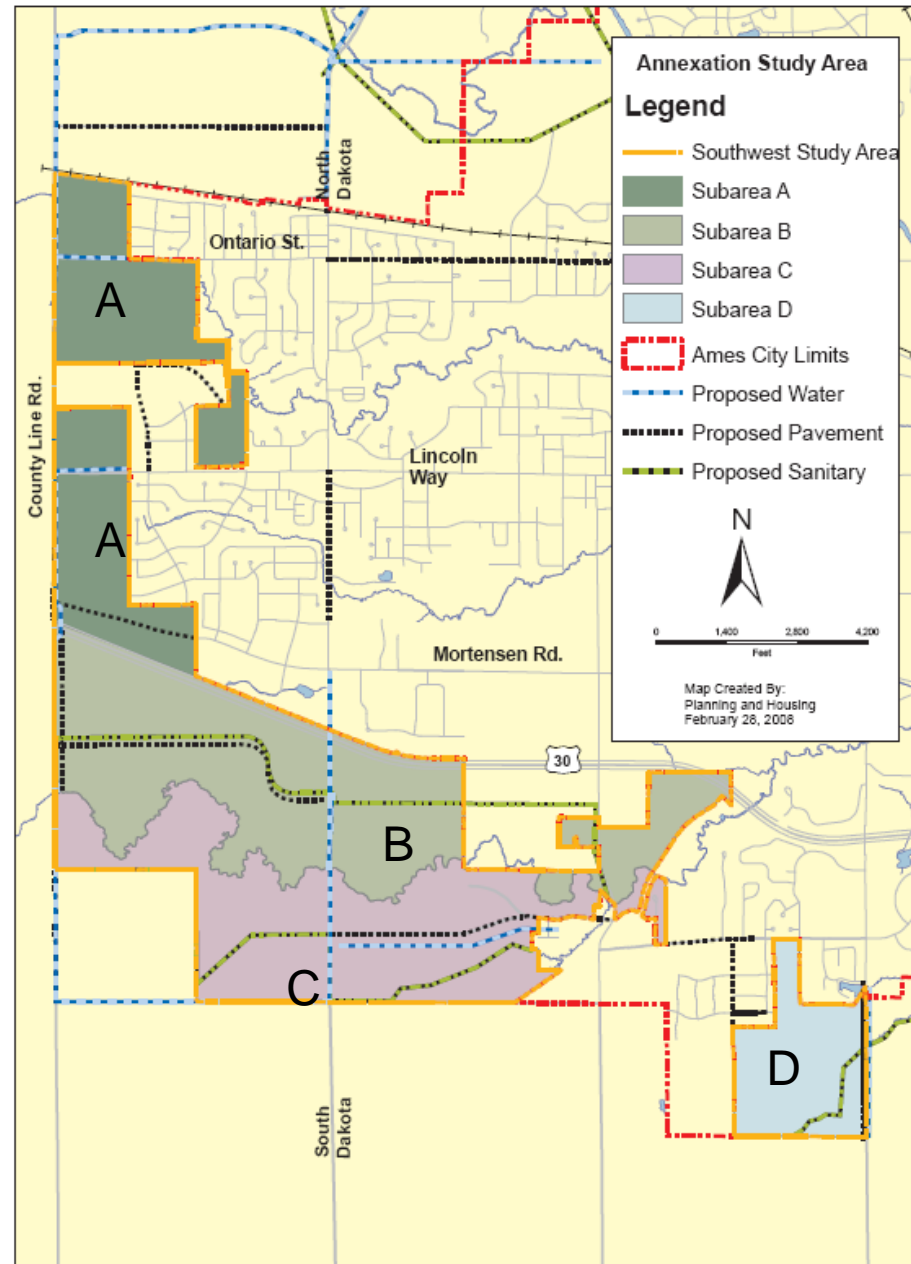 Annexation Study Area
Legend
Southwest Study Area
Subarea A
Subarea B
Subarea C
Subarea D
Ames City Limits
Proposed Water
Proposed Pavement
Proposed Sanitary
N
0 1,400 2,800 4,200
Feet
Map Created By:
Planning and Housing
February 28, 2008
North
Dakota
Ontario St.
A
County Line Rd.
Lincoln
Way
A
Mortensen Rd.
30
B
C
D
South
Dakota